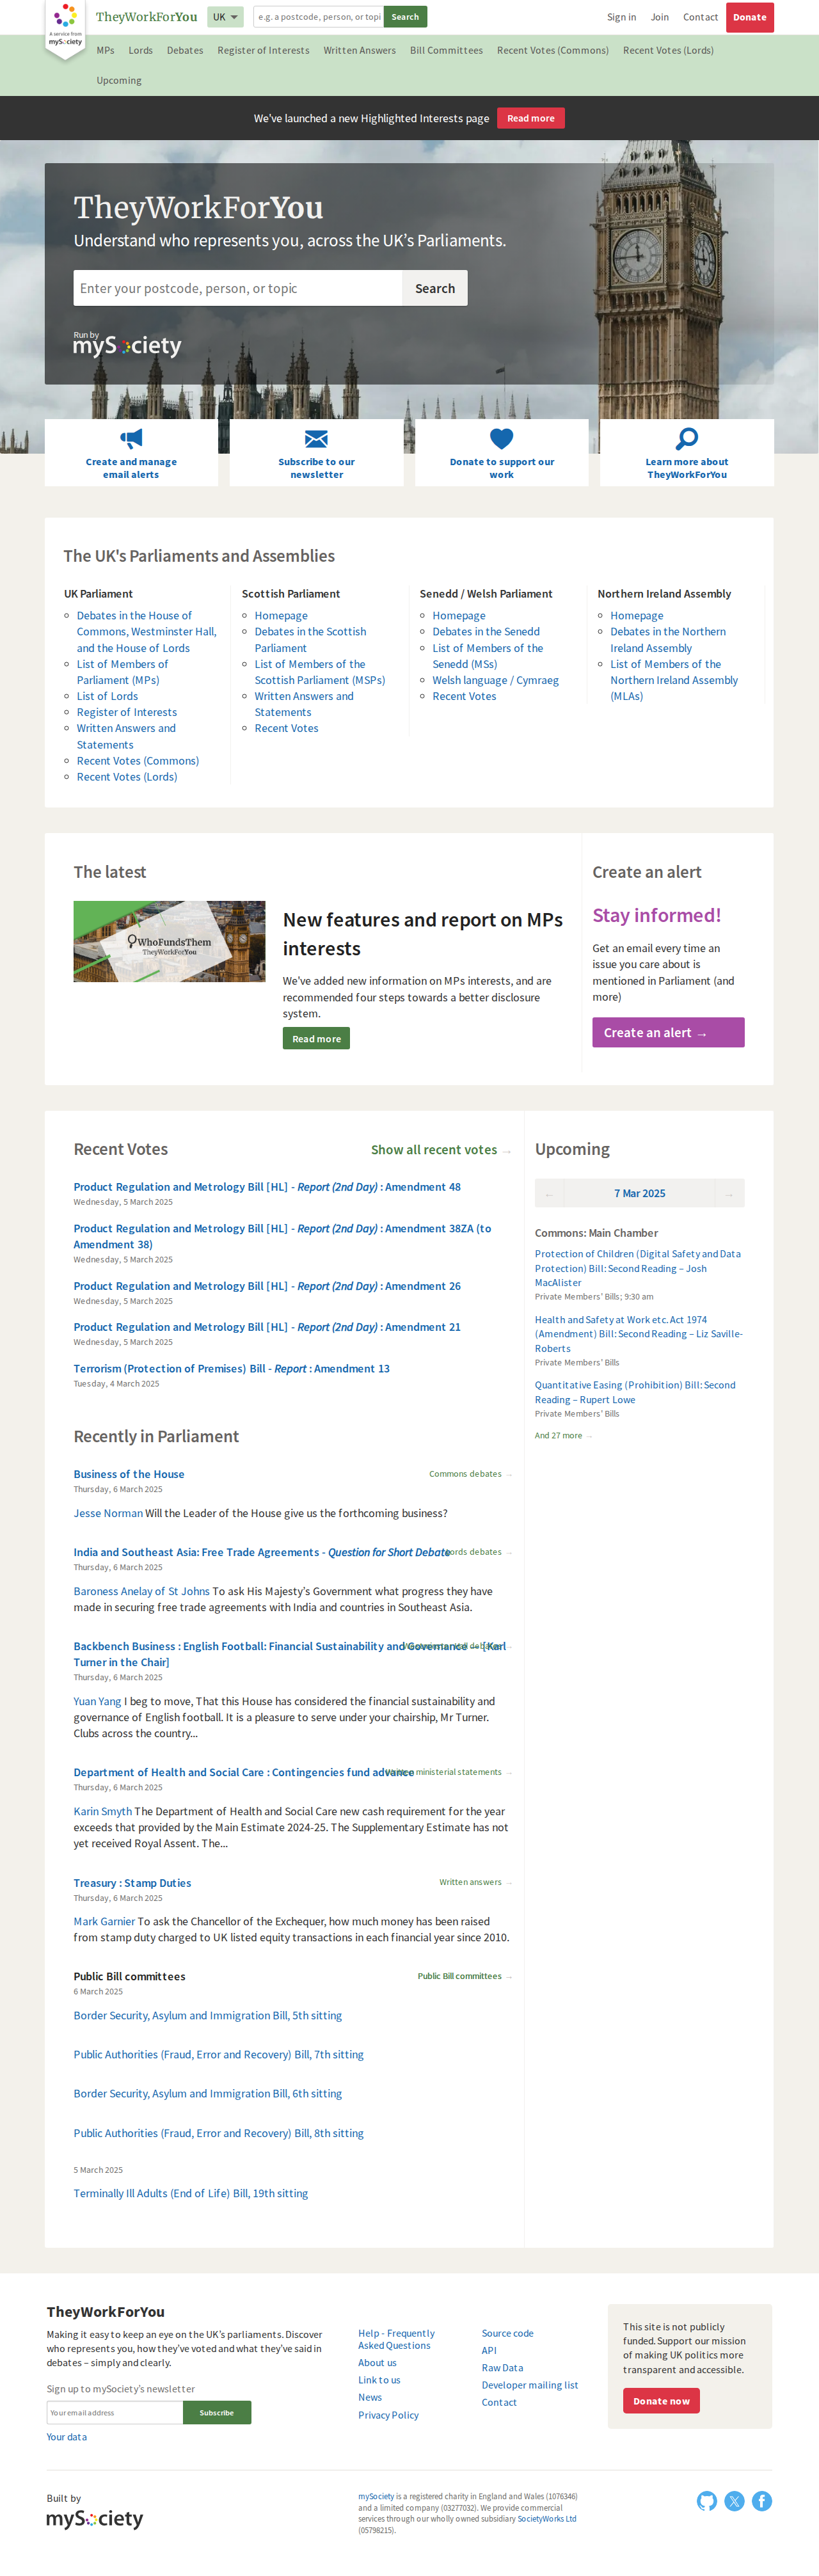 A service from
mySociety
TheyWorkForYou
UK
e.g. a postcode, person, or topi
Search
Sign in
Join
Contact
Donate
MPs
Lords
Debates
Register of Interests
Written Answers
Bill Committees
Recent Votes (Commons)
Recent Votes (Lords)
Upcoming
We've launched a new Highlighted Interests page
Read more
TheyWorkForYou
Understand who represents you, across the UK's Parliaments.
Enter your postcode, person, or topic
Search
Run by
mySociety
Create and manage
email alerts
Subscribe to our
newsletter
Donate to support our
work
Learn more about
TheyWorkForYou
The UK's Parliaments and Assemblies
UK Parliament
Debates in the House of
Commons, Westminster Hall,
and the House of Lords
List of Members of
Parliament (MPs)
List of Lords
Register of Interests
Written Answers and
Statements
Recent Votes (Commons)
Recent Votes (Lords)
Scottish Parliament
Homepage
Debates in the Scottish
Parliament
List of Members of the
Scottish Parliament (MSPs)
Written Answers and
Statements
Recent Votes
Senedd / Welsh Parliament
Homepage
Debates in the Senedd
List of Members of the
Senedd (MSs)
Welsh language / Cymraeg
Recent Votes
Northern Ireland Assembly
Homepage
Debates in the Northern
Ireland Assembly
List of Members of the
Northern Ireland Assembly
(MLAs)
The latest
WhoFundsThem
TheyWorkForYou
New features and report on MPs
interests
We've added new information on MPs interests, and are
recommended four steps towards a better disclosure
system.
Read more
Create an alert
Stay informed!
Get an email every time an
issue you care about is
mentioned in Parliament (and
more)
Create an alert →
Recent Votes
Show all recent votes →
Product Regulation and Metrology Bill [HL] - Report (2nd Day) : Amendment 48
Wednesday, 5 March 2025
Product Regulation and Metrology Bill [HL] - Report (2nd Day) : Amendment 38ZA (to
Amendment 38)
Wednesday, 5 March 2025
Product Regulation and Metrology Bill [HL] - Report (2nd Day) : Amendment 26
Wednesday, 5 March 2025
Product Regulation and Metrology Bill [HL] - Report (2nd Day) : Amendment 21
Wednesday, 5 March 2025
Terrorism (Protection of Premises) Bill - Report : Amendment 13
Tuesday, 4 March 2025
Upcoming
← 7 Mar 2025 →
Commons: Main Chamber
Protection of Children (Digital Safety and Data
Protection) Bill: Second Reading – Josh
MacAlister
Private Members' Bills; 9:30 am
Health and Safety at Work etc. Act 1974
(Amendment) Bill: Second Reading – Liz Saville-
Roberts
Private Members' Bills
Quantitative Easing (Prohibition) Bill: Second
Reading – Rupert Lowe
Private Members' Bills
And 27 more →
Recently in Parliament
Business of the House
Commons debates →
Thursday, 6 March 2025
Jesse Norman Will the Leader of the House give us the forthcoming business?
India and Southeast Asia: Free Trade Agreements - Question for Short Debate
Lords debates →
Thursday, 6 March 2025
Baroness Anelay of St Johns To ask His Majesty's Government what progress they have
made in securing free trade agreements with India and countries in Southeast Asia.
Backbench Business : English Football: Financial Sustainability and Governance — [Karl
Turner in the Chair]
Thursday, 6 March 2025
Yuan Yang I beg to move, That this House has considered the financial sustainability and
governance of English football. It is a pleasure to serve under your chairship, Mr Turner.
Clubs across the country...
Department of Health and Social Care : Contingencies fund advance
ministerial statements →
Thursday, 6 March 2025
Karin Smyth The Department of Health and Social Care new cash requirement for the year
exceeds that provided by the Main Estimate 2024-25. The Supplementary Estimate has not
yet received Royal Assent. The...
Treasury : Stamp Duties
Written answers →
Thursday, 6 March 2025
Mark Garnier To ask the Chancellor of the Exchequer, how much money has been raised
from stamp duty charged to UK listed equity transactions in each financial year since 2010.
Public Bill committees
Public Bill committees →
6 March 2025
Border Security, Asylum and Immigration Bill, 5th sitting
Public Authorities (Fraud, Error and Recovery) Bill, 7th sitting
Border Security, Asylum and Immigration Bill, 6th sitting
Public Authorities (Fraud, Error and Recovery) Bill, 8th sitting
5 March 2025
Terminally Ill Adults (End of Life) Bill, 19th sitting
TheyWorkForYou
Making it easy to keep an eye on the UK's parliaments. Discover
who represents you, how they've voted and what they've said in
debates – simply and clearly.
Sign up to mySociety's newsletter
Your email address
Subscribe
Your data
Help - Frequently
Asked Questions
About us
Link to us
News
Privacy Policy
Source code
API
Raw Data
Developer mailing list
Contact
This site is not publicly
funded. Support our mission
of making UK politics more
transparent and accessible.
Donate now
Built by
mySociety
mySociety is a registered charity in England and Wales (1076346)
and a limited company (03277032). We provide commercial
services through our wholly owned subsidiary SocietyWorks Ltd
(05798215).